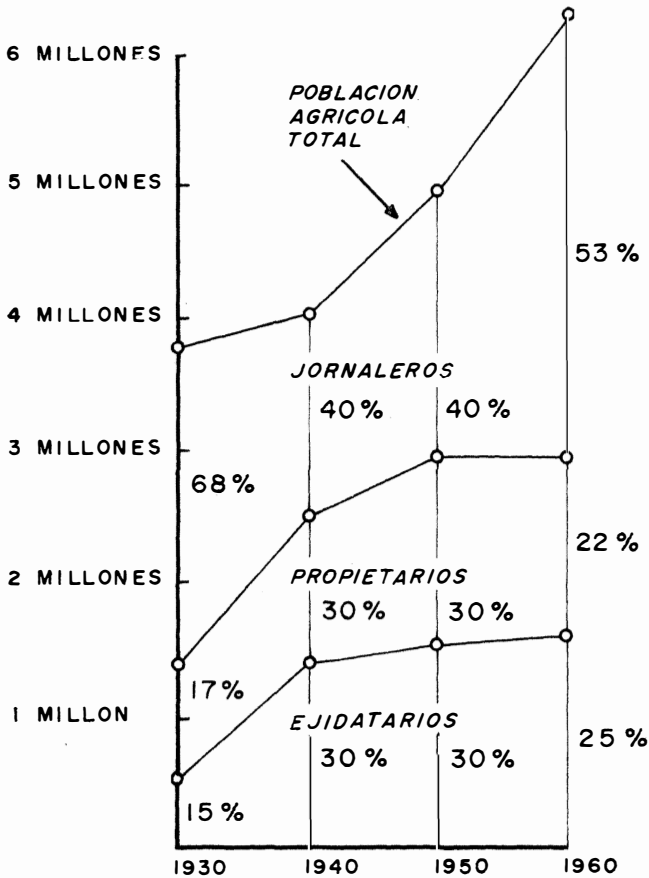 6 MILLONES
POBLACION
AGRICOLA
TOTAL
5 MILLONES
53 %
4 MILLONES
JORNALEROS
40 % 40 %
3 MILLONES
68 %
22 %
2 MILLONES
PROPIETARIOS
30 % 30 %
17 %
1 MILLON
EJIDATARIOS
25 %
30 % 30 %
15 %
1930 1940 1950 1960